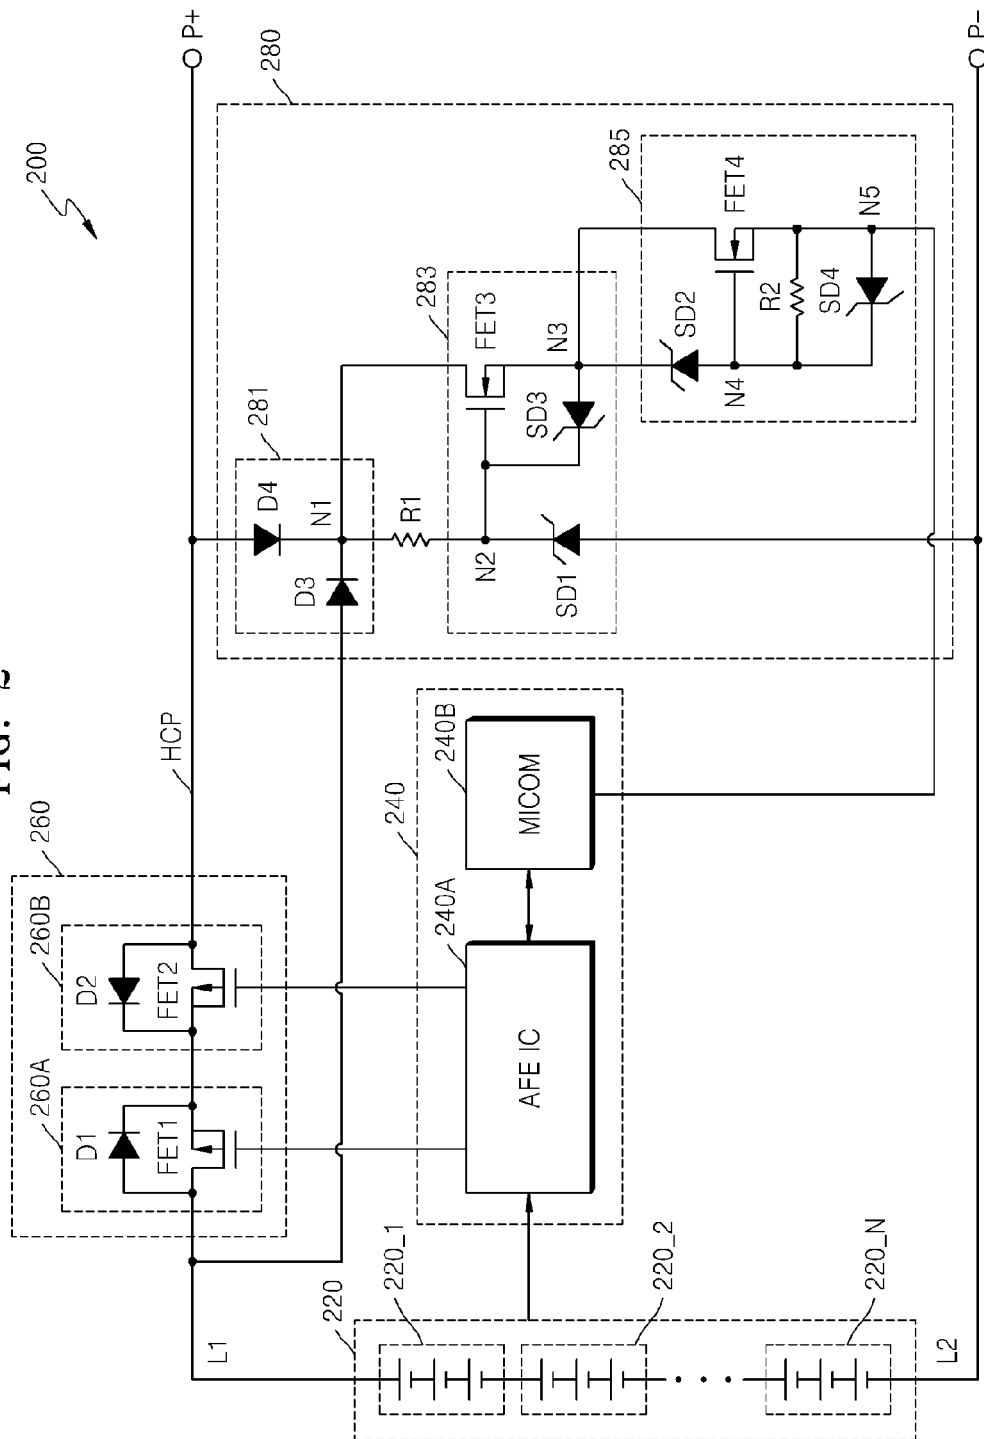 FIG. 2
200
P+
P-
280
260
HCP
260A
260B
D1
FET1
D2
FET2
281
D4
N1
D3
R1
283
FET3
N2
N3
SD3
SD1
285
FET4
SD2
R2
N4
SD4
N5
240
240A
240B
AFE IC
MICOM
L1
220
220_1
220_2
220_N
L2